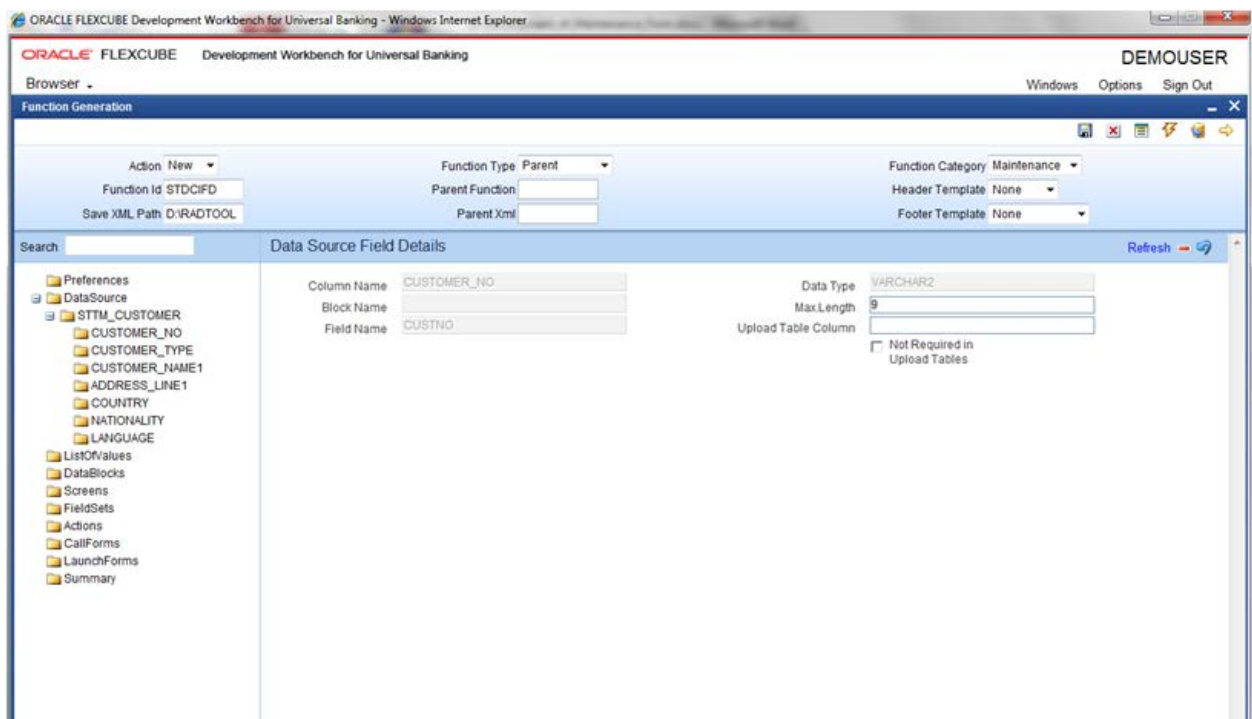 ORACLE FLEXCUBE Development Workbench for Universal Banking - Windows Internet Explorer
ORACLE FLEXCUBE Development Workbench for Universal Banking
DEMOUSER
Browser
Windows Options Sign Out
Function Generation
Action New Function Type Parent Function Category Maintenance
Function Id STDCIFD Parent Function Header Template None
Save XML Path D:\RADTOOL Parent Xml Footer Template None
Search Data Source Field Details Refresh
Preferences
DataSource
STTM_CUSTOMER
CUSTOMER_NO
CUSTOMER_TYPE
CUSTOMER_NAME1
ADDRESS_LINE1
COUNTRY
NATIONALITY
LANGUAGE
ListOfValues
DataBlocks
Screens
FieldSets
Actions
CallForms
LaunchForms
Summary
Column Name CUSTOMER_NO Data Type VARCHAR2
Block Name Max.Length 9
Field Name CUSTNO Upload Table Column
Not Required in
Upload Tables